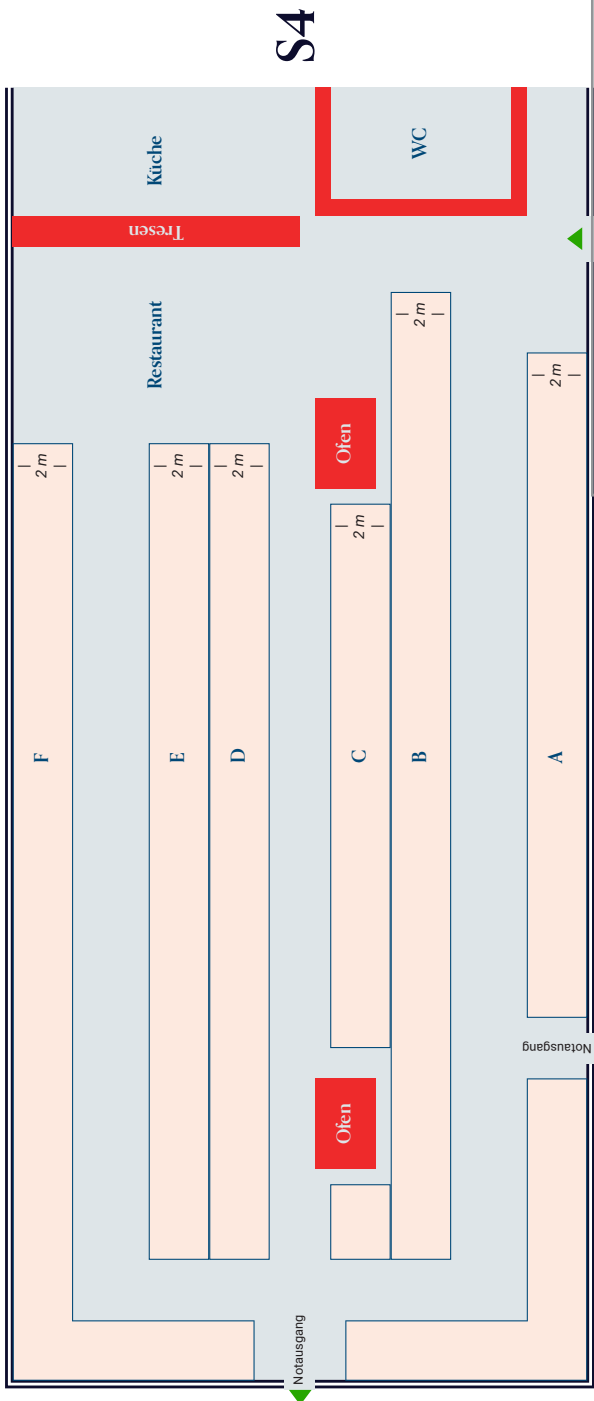 S4
Küche
WC
Tresen
Restaurant
2 m
2 m
2 m
2 m
2 m
2 m
Ofen
F
E
D
C
B
A
Notausgang
Ofen
Notausgang